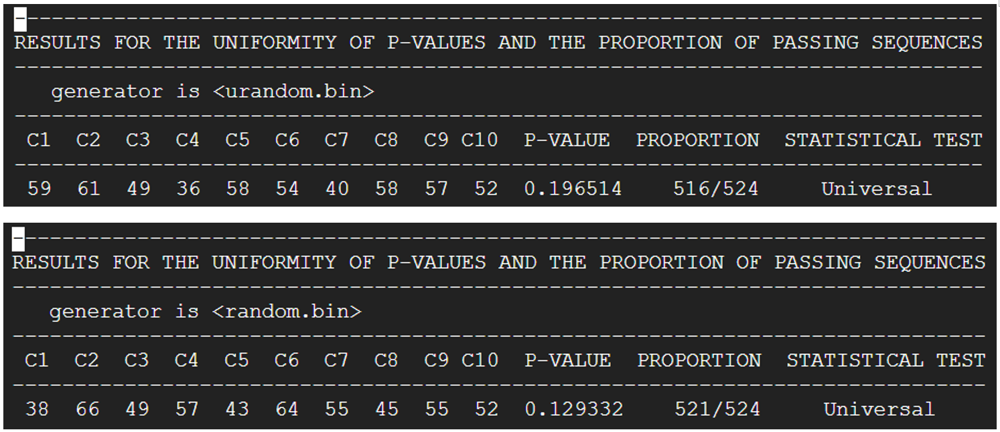 ------------------------------------------------------------------------------
RESULTS FOR THE UNIFORMITY OF P-VALUES AND THE PROPORTION OF PASSING SEQUENCES
------------------------------------------------------------------------------
generator is <urandom.bin>
------------------------------------------------------------------------------
C1 C2 C3 C4 C5 C6 C7 C8 C9 C10 P-VALUE PROPORTION STATISTICAL TEST
------------------------------------------------------------------------------
59 61 49 36 58 54 40 58 57 52 0.196514 516/524 Universal
------------------------------------------------------------------------------
RESULTS FOR THE UNIFORMITY OF P-VALUES AND THE PROPORTION OF PASSING SEQUENCES
------------------------------------------------------------------------------
generator is <random.bin>
------------------------------------------------------------------------------
C1 C2 C3 C4 C5 C6 C7 C8 C9 C10 P-VALUE PROPORTION STATISTICAL TEST
------------------------------------------------------------------------------
38 66 49 57 43 64 55 45 55 52 0.129332 521/524 Universal